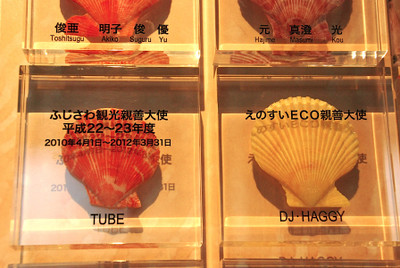 俊亜 明子 俊 優
Toshitsugu Akiko Suguru Yu
元 真澄 光
Hajime Masumi Kou
ふじさわ観光親善大使
平成22〜23年度
2010年4月1日〜2012年3月31日
TUBE
えのすいECO親善大使
DJ・HAGGY